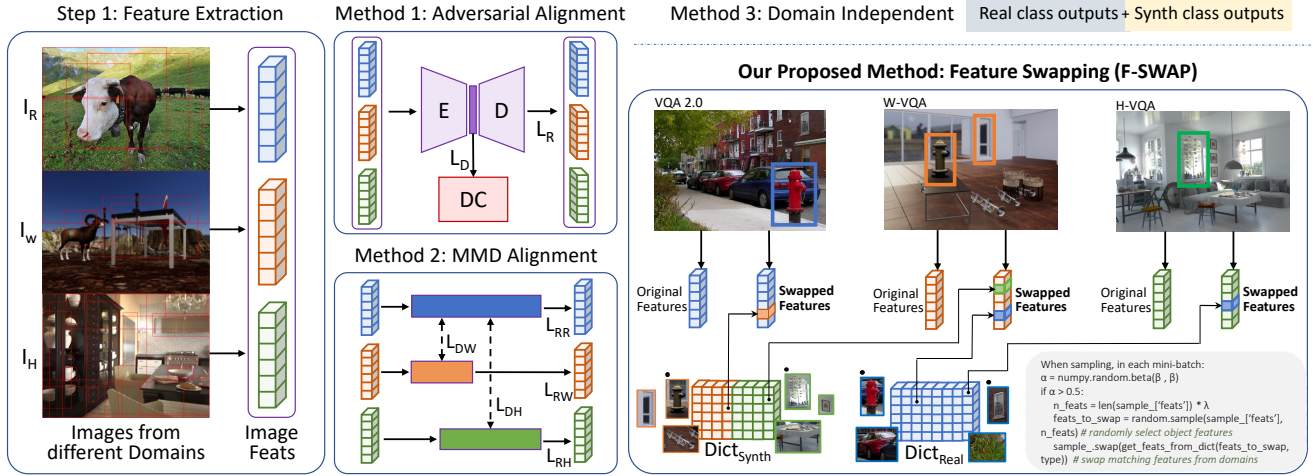 Step 1: Feature Extraction
I_R
I_W
I_H
Images from
different Domains
Image
Feats
Method 1: Adversarial Alignment
E
D
L_R
L_D
DC
Method 2: MMD Alignment
L_RR
L_DW
L_RW
L_DH
L_RH
Method 3: Domain Independent
Real class outputs + Synth class outputs
Our Proposed Method: Feature Swapping (F-SWAP)
VQA 2.0
W-VQA
H-VQA
Original
Features
Swapped
Features
Original
Features
Swapped
Features
Original
Features
Swapped
Features
Dict_Synth
Dict_Real
When sampling, in each mini-batch:
α = numpy.random.beta(β , β)
if α > 0.5:
n_feats = len(sample_['feats']) * λ
feats_to_swap = random.sample(sample_['feats'],
n_feats) # randomly select object features
sample_.swap(get_feats_from_dict(feats_to_swap,
type)) # swap matching features from domains